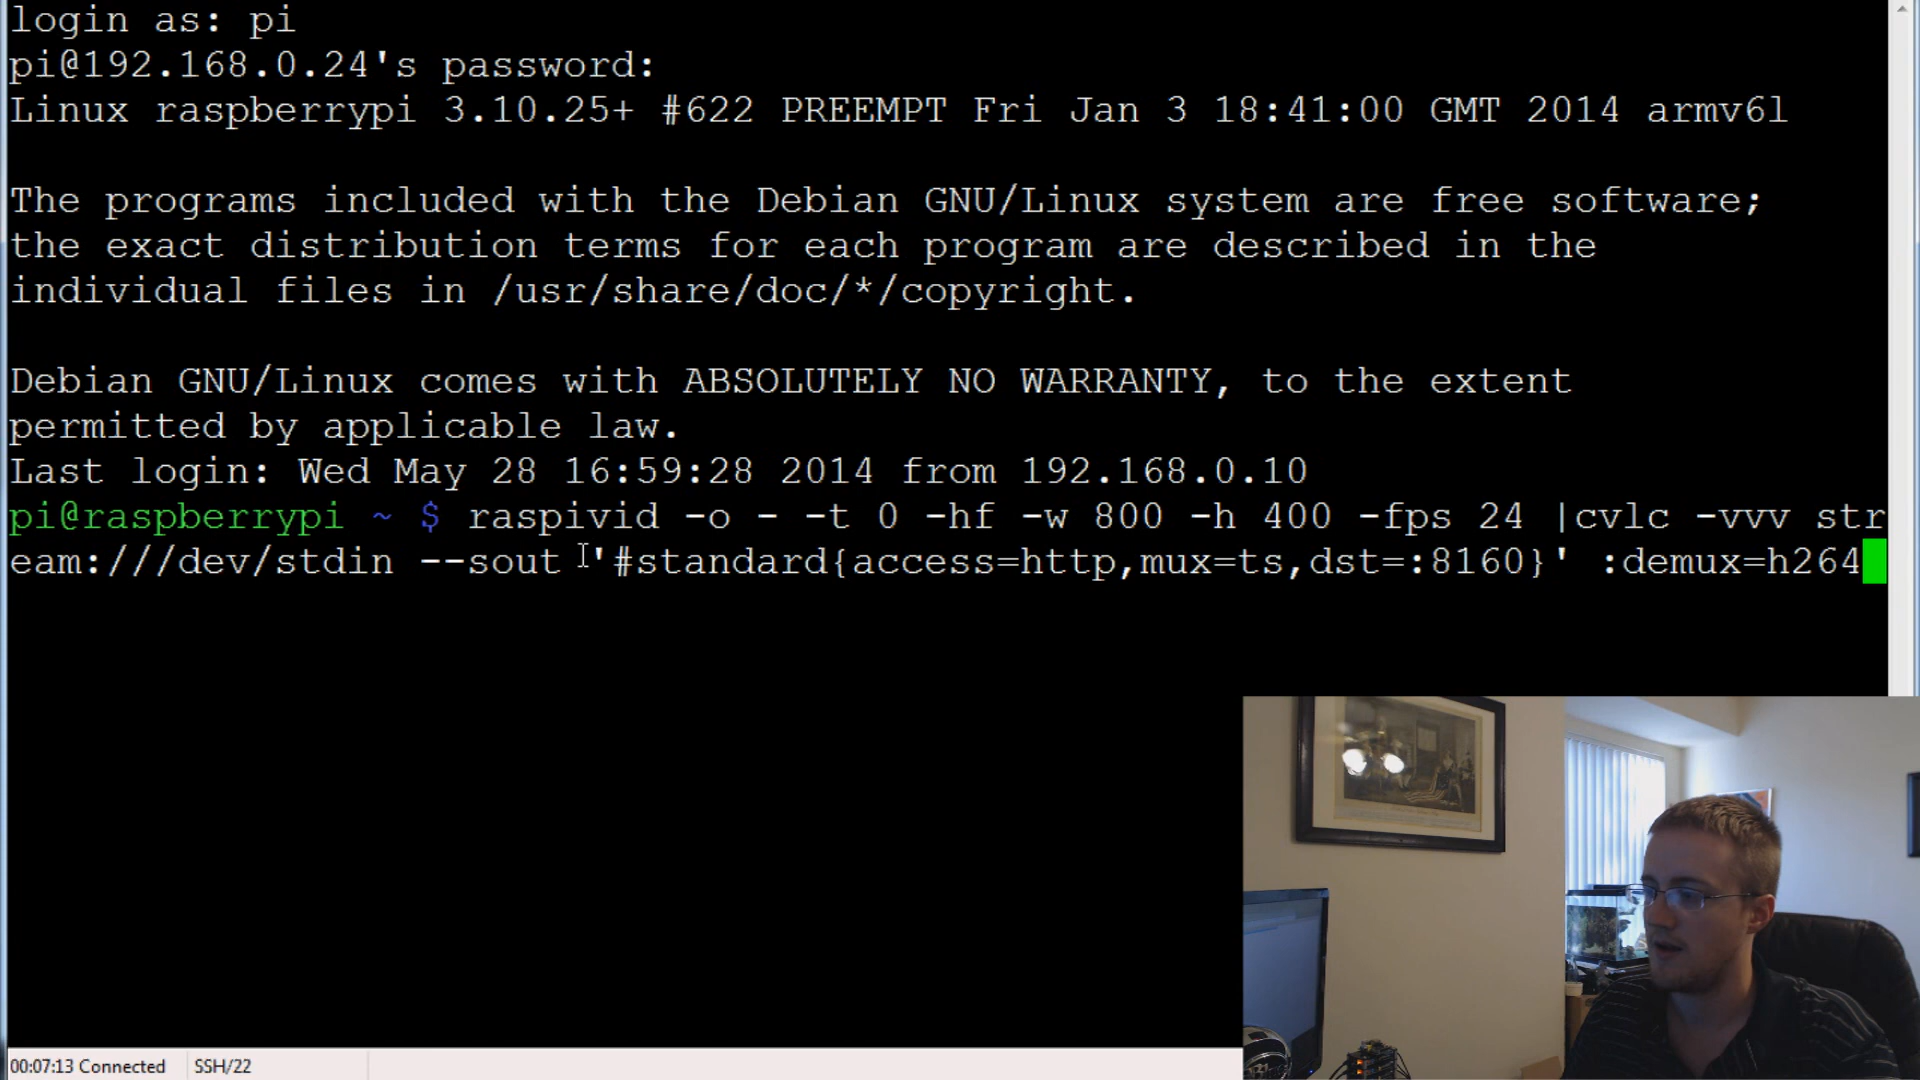 login as: pi
pi@192.168.0.24's password:
Linux raspberrypi 3.10.25+ #622 PREEMPT Fri Jan 3 18:41:00 GMT 2014 armv6l
The programs included with the Debian GNU/Linux system are free software;
the exact distribution terms for each program are described in the
individual files in /usr/share/doc/*/copyright.
Debian GNU/Linux comes with ABSOLUTELY NO WARRANTY, to the extent
permitted by applicable law.
Last login: Wed May 28 16:59:28 2014 from 192.168.0.10
pi@raspberrypi ~ $ raspivid -o - -t 0 -hf -w 800 -h 400 -fps 24 |cvlc -vvv str
eam:///dev/stdin --sout '#standard{access=http,mux=ts,dst=:8160}' :demux=h264
00:07:13 Connected SSH/22